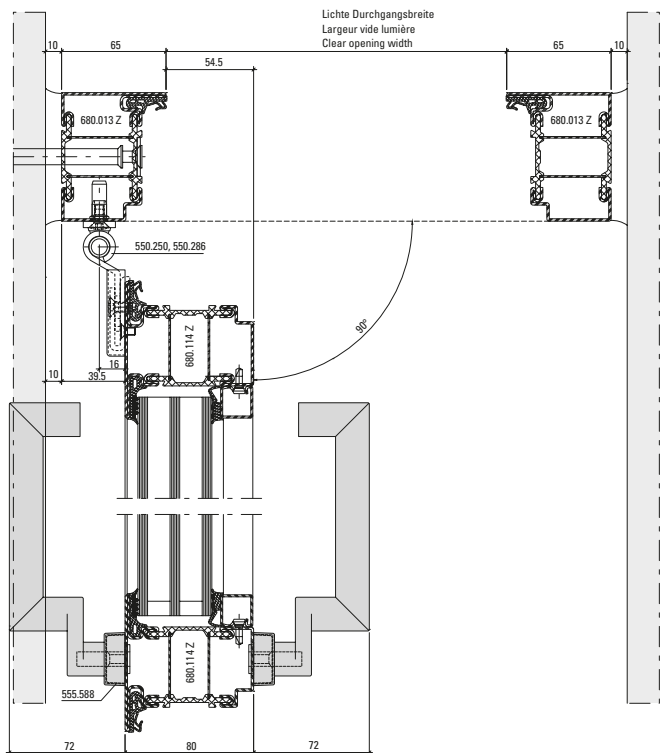 Lichte Durchgangsbreite
Largeur vide lumière
Clear opening width
10
65
65
10
54.5
680.013 Z
680.013 Z
550.250, 550.286
90°
680.114 Z
16
10
39.5
680.114 Z
555.588
72
80
72